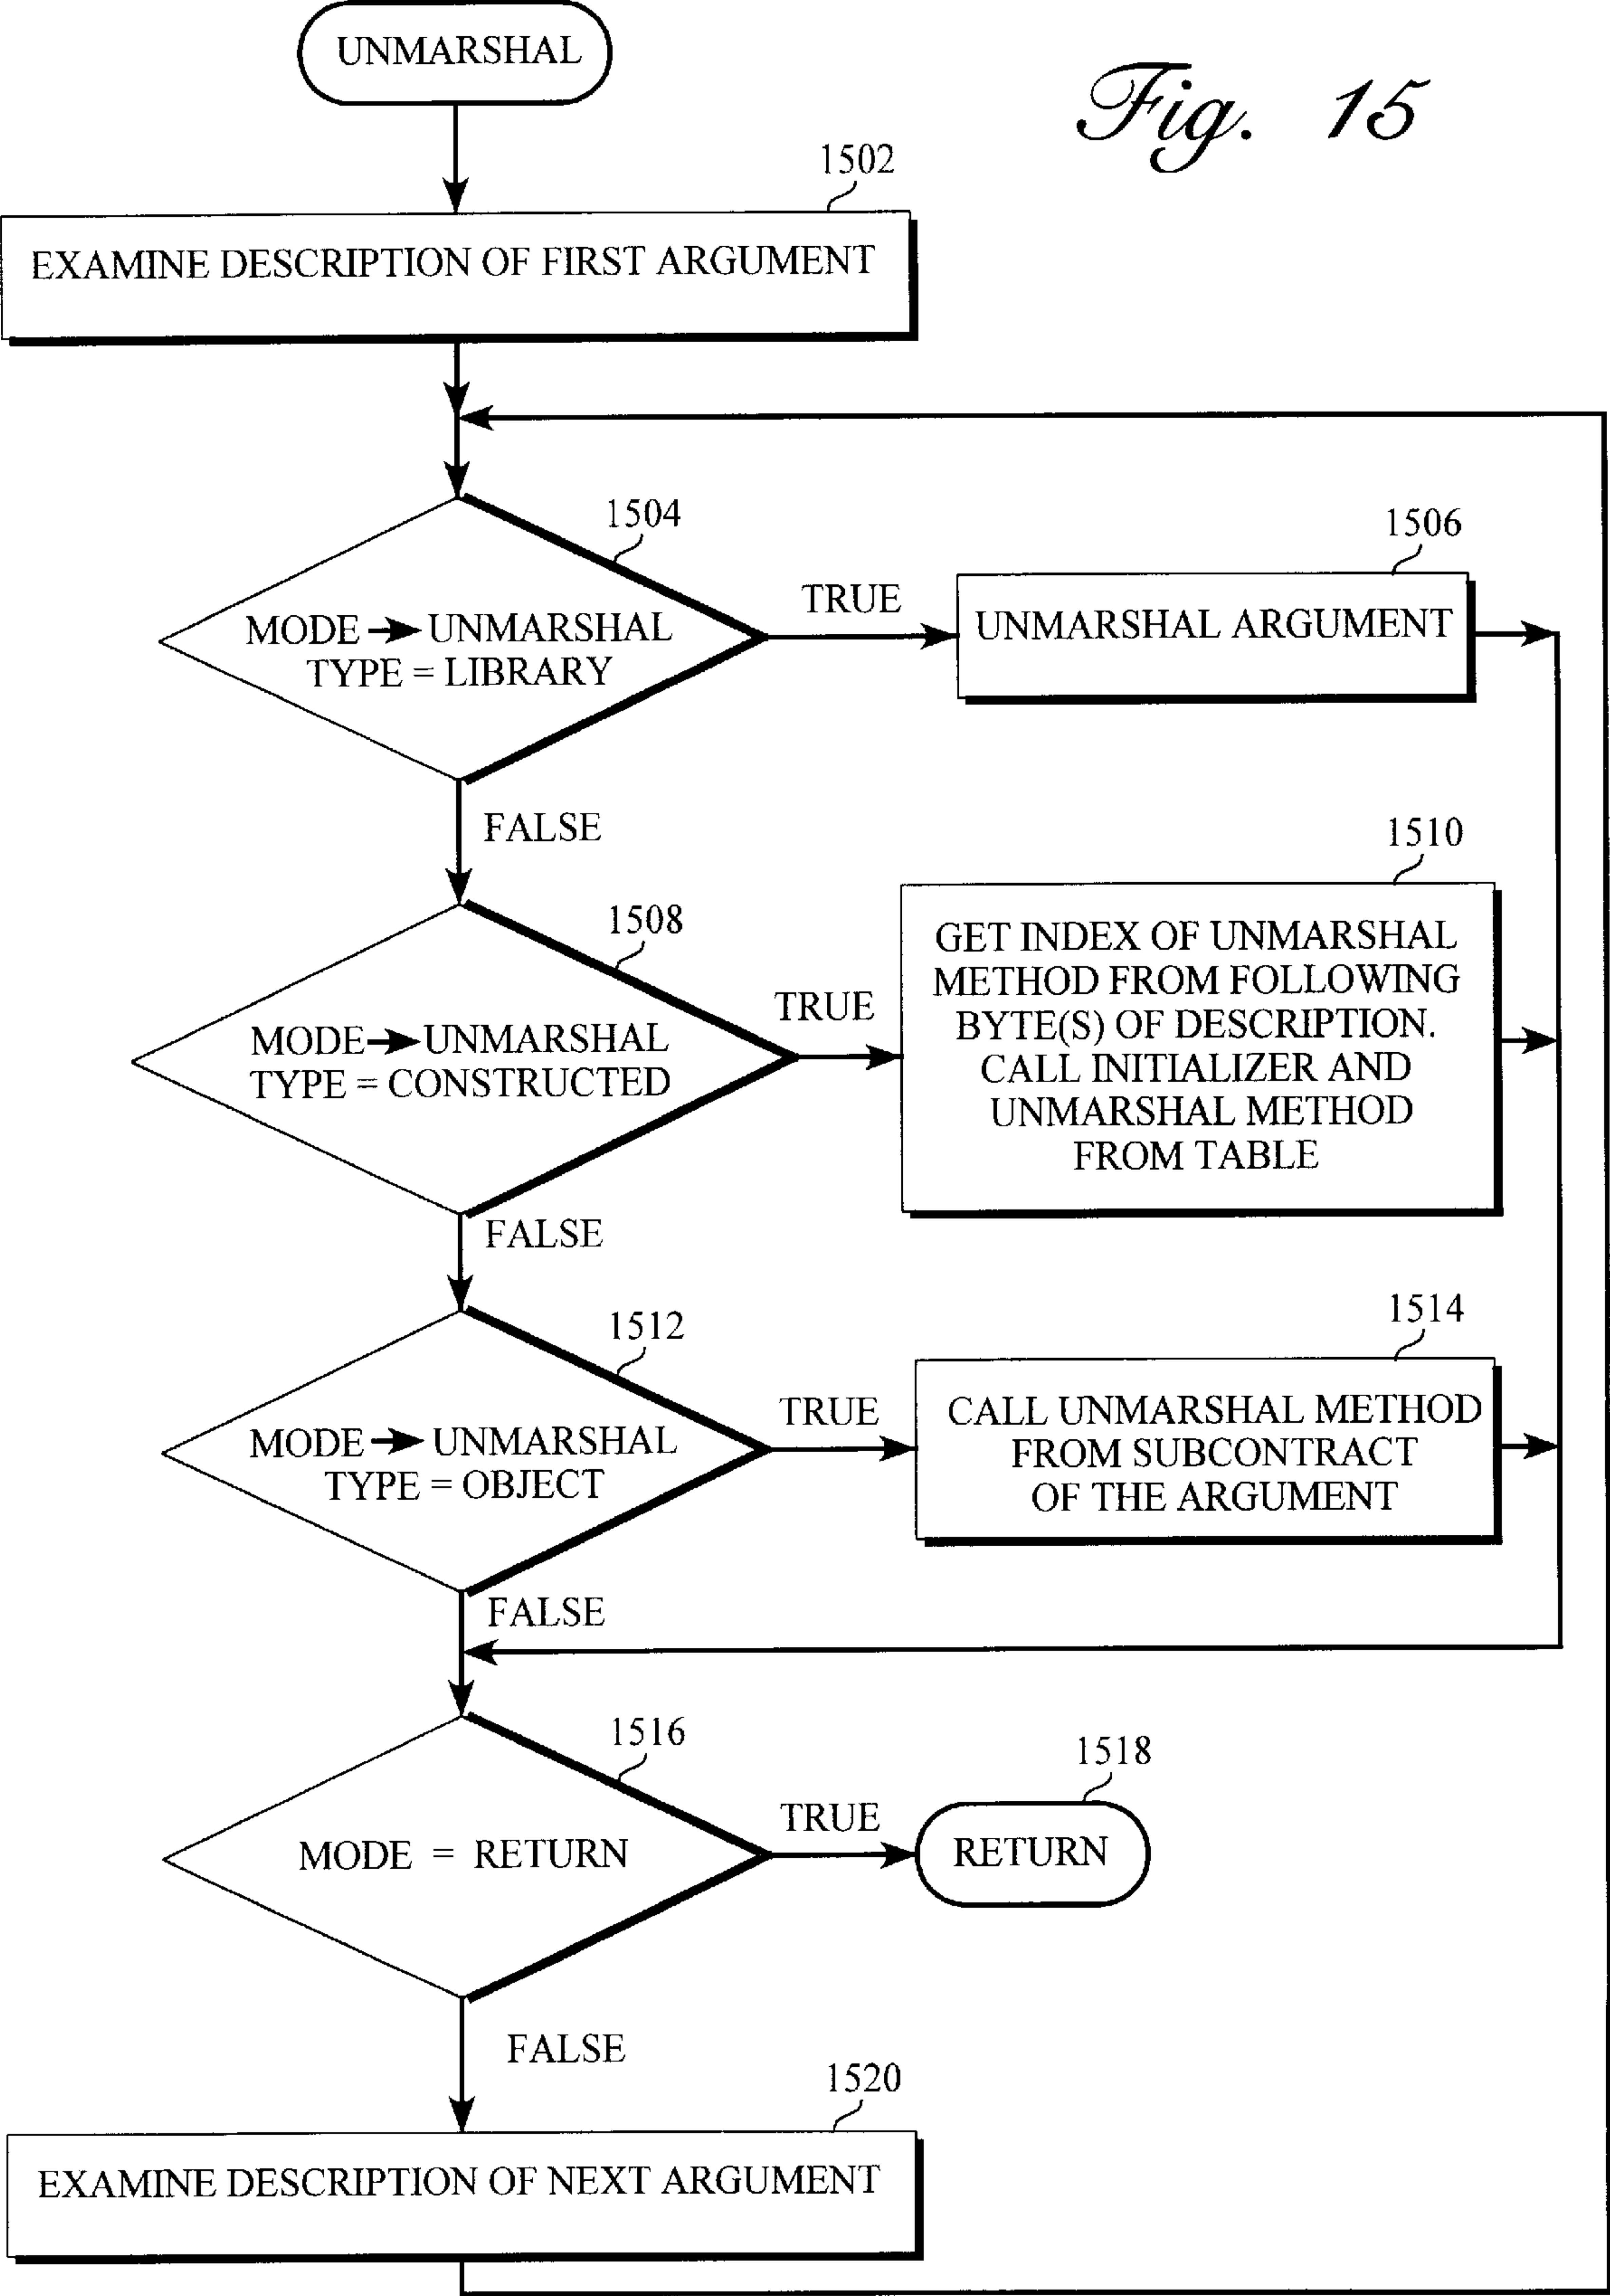 UNMARSHAL
Fig. 15
1502
EXAMINE DESCRIPTION OF FIRST ARGUMENT
1504
MODE → UNMARSHAL
TYPE = LIBRARY
TRUE
1506
UNMARSHAL ARGUMENT
FALSE
1508
MODE → UNMARSHAL
TYPE = CONSTRUCTED
TRUE
1510
GET INDEX OF UNMARSHAL
METHOD FROM FOLLOWING
BYTE(S) OF DESCRIPTION.
CALL INITIALIZER AND
UNMARSHAL METHOD
FROM TABLE
FALSE
1512
MODE → UNMARSHAL
TYPE = OBJECT
TRUE
1514
CALL UNMARSHAL METHOD
FROM SUBCONTRACT
OF THE ARGUMENT
FALSE
1516
MODE = RETURN
TRUE
1518
RETURN
FALSE
1520
EXAMINE DESCRIPTION OF NEXT ARGUMENT